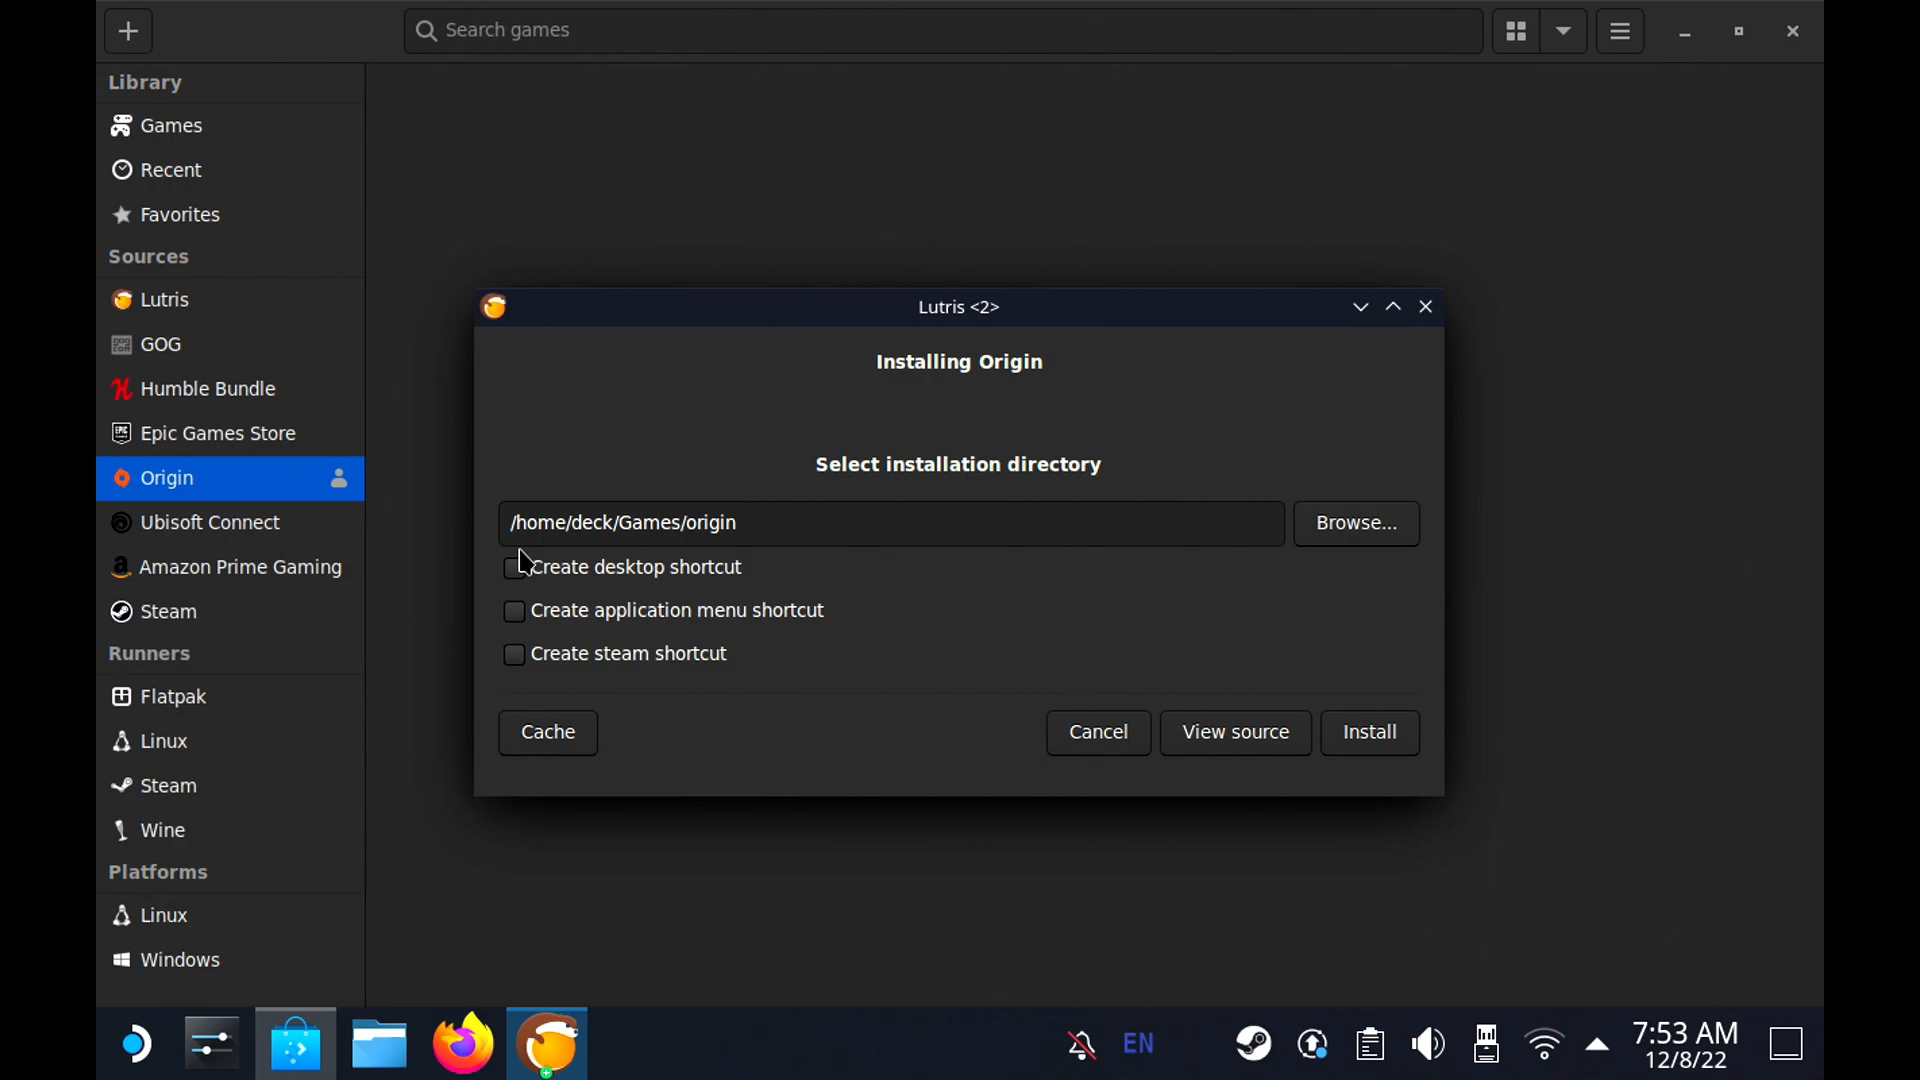 Search games
Library
Games
Recent
Favorites
Sources
Lutris
GOG
Humble Bundle
Epic Games Store
Origin
Ubisoft Connect
Amazon Prime Gaming
Steam
Runners
Flatpak
Linux
Steam
Wine
Platforms
Linux
Windows
Lutris <2>
Installing Origin
Select installation directory
/home/deck/Games/origin
Browse...
Create desktop shortcut
Create application menu shortcut
Create steam shortcut
Cache
Cancel
View source
Install
EN
7:53 AM
12/8/22